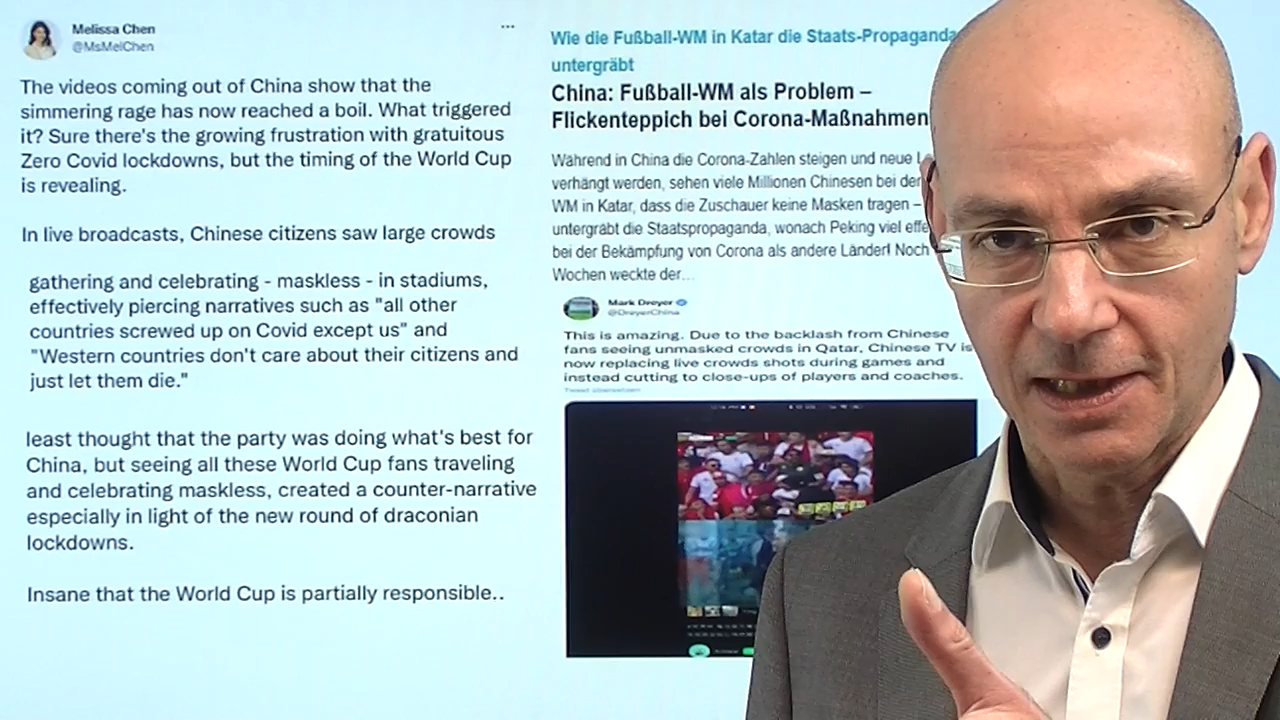 Melissa Chen
@MsMelChen
The videos coming out of China show that the
simmering rage has now reached a boil. What triggered
it? Sure there's the growing frustration with gratuitous
Zero Covid lockdowns, but the timing of the World Cup
is revealing.
In live broadcasts, Chinese citizens saw large crowds
gathering and celebrating - maskless - in stadiums,
effectively piercing narratives such as "all other
countries screwed up on Covid except us" and
"Western countries don't care about their citizens and
just let them die."
least thought that the party was doing what's best for
China, but seeing all these World Cup fans traveling
and celebrating maskless, created a counter-narrative
especially in light of the new round of draconian
lockdowns.
Insane that the World Cup is partially responsible..
Wie die Fußball-WM in Katar die Staats-Propaganda
untergräbt
China: Fußball-WM als Problem –
Flickenteppich bei Corona-Maßnahmen
Während in China die Corona-Zahlen steigen und neue L
verhängt werden, sehen viele Millionen Chinesen bei der
WM in Katar, dass die Zuschauer keine Masken tragen –
untergräbt die Staatspropaganda, wonach Peking viel effe
bei der Bekämpfung von Corona als andere Länder! Noch
Wochen weckte der...
Mark Dreyer
@DreyerChina
This is amazing. Due to the backlash from Chinese
fans seeing unmasked crowds in Qatar, Chinese TV is
now replacing live crowds shots during games and
instead cutting to close-ups of players and coaches.
Tweet übersetzen